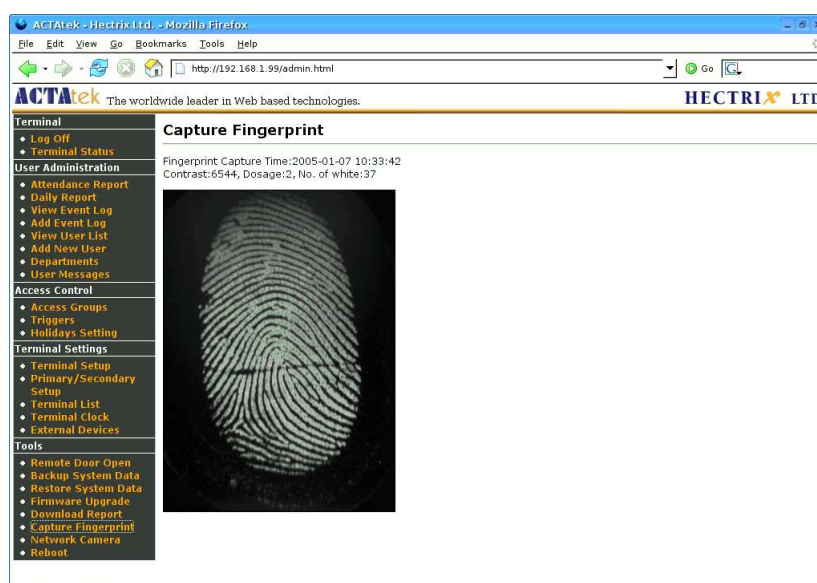 ACTAtek - Hectrix Ltd. - Mozilla Firefox
File Edit View Go Bookmarks Tools Help
http://192.168.1.99/admin.html Go
ACTAtek The worldwide leader in Web based technologies. HECTRIX LTD
Terminal
Log Off
Terminal Status
User Administration
Attendance Report
Daily Report
View Event Log
Add Event Log
View User List
Add New User
Departments
User Messages
Access Control
Access Groups
Triggers
Holidays Setting
Terminal Settings
Terminal Setup
Primary/Secondary
Setup
Terminal List
Terminal Clock
External Devices
Tools
Remote Door Open
Backup System Data
Restore System Data
Firmware Upgrade
Download Report
Capture Fingerprint
Network Camera
Reboot
Capture Fingerprint
Fingerprint Capture Time:2005-01-07 10:33:42
Contrast:6544, Dosage:2, No. of white:37